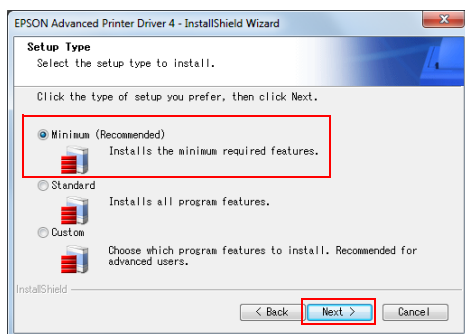 EPSON Advanced Printer Driver 4 - InstallShield Wizard
Setup Type
Select the setup type to install.
Click the type of setup you prefer, then click Next.
Minimum (Recommended)
Installs the minimum required features.
Standard
Installs all program features.
Custom
Choose which program features to install. Recommended for
advanced users.
InstallShield
< Back
Next >
Cancel